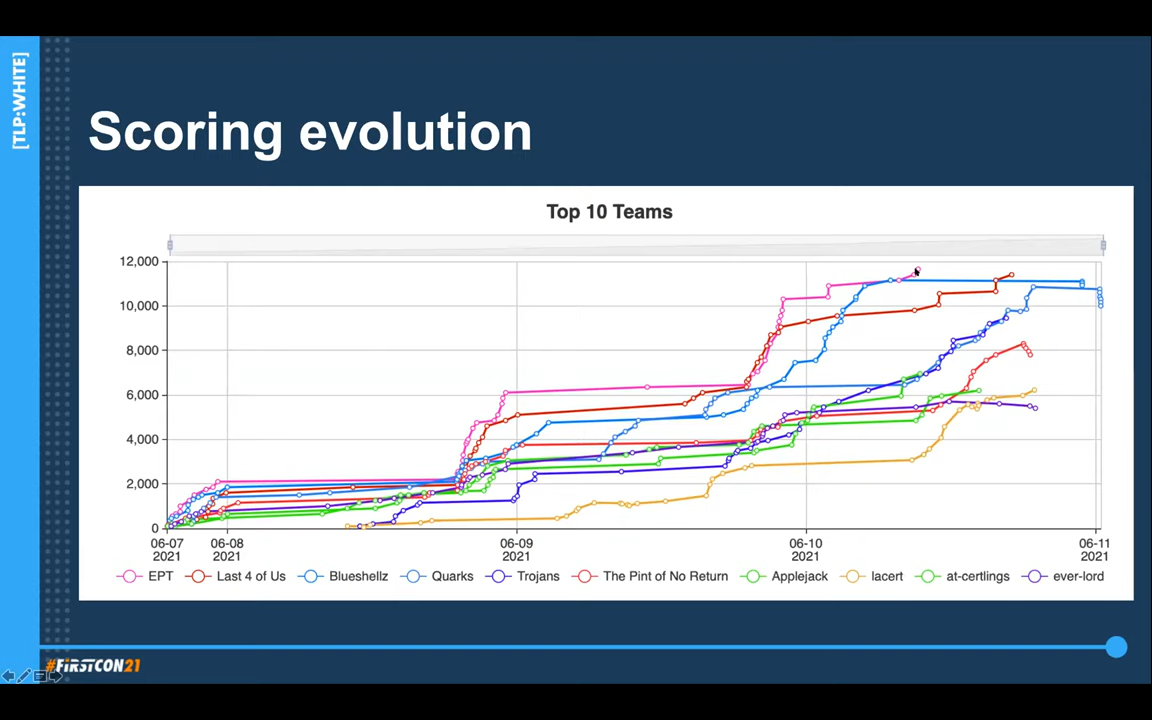 [TLP:WHITE]
Scoring evolution
Top 10 Teams
12,000
10,000
8,000
6,000
4,000
2,000
0
06-07 06-08 06-09 06-10 06-11
2021 2021 2021 2021 2021
EPT Last 4 of Us Blueshellz Quarks Trojans The Pint of No Return Applejack lacert at-certlings ever-lord
#FIRSTCON21